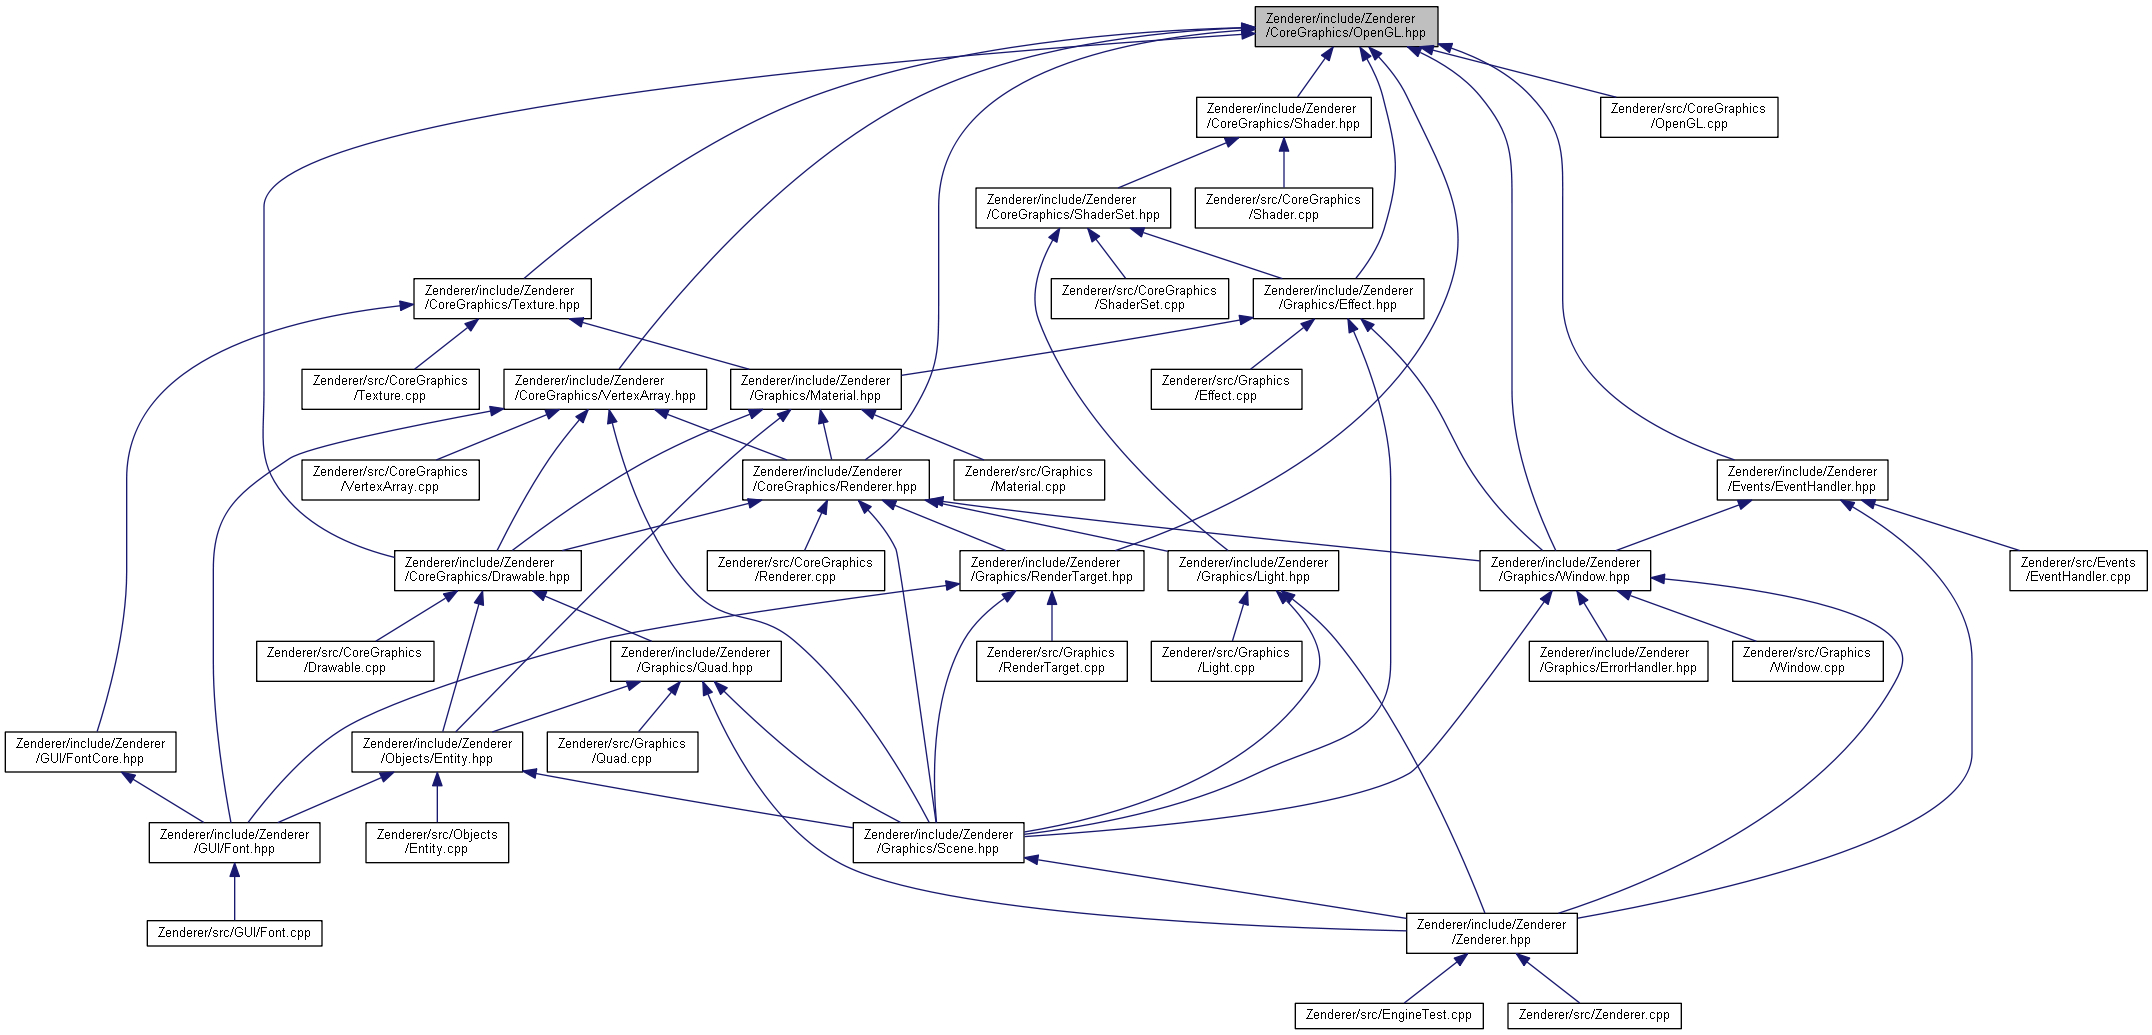 Zenderer/include/Zenderer
/CoreGraphics/OpenGL.hpp
Zenderer/include/Zenderer
/CoreGraphics/Shader.hpp
Zenderer/src/CoreGraphics
/OpenGL.cpp
Zenderer/include/Zenderer
/CoreGraphics/ShaderSet.hpp
Zenderer/src/CoreGraphics
/Shader.cpp
Zenderer/include/Zenderer
/CoreGraphics/Texture.hpp
Zenderer/src/CoreGraphics
/ShaderSet.cpp
Zenderer/include/Zenderer
/Graphics/Effect.hpp
Zenderer/src/CoreGraphics
/Texture.cpp
Zenderer/include/Zenderer
/CoreGraphics/VertexArray.hpp
Zenderer/include/Zenderer
/Graphics/Material.hpp
Zenderer/src/Graphics
/Effect.cpp
Zenderer/src/CoreGraphics
/VertexArray.cpp
Zenderer/include/Zenderer
/CoreGraphics/Renderer.hpp
Zenderer/src/Graphics
/Material.cpp
Zenderer/include/Zenderer
/Events/EventHandler.hpp
Zenderer/include/Zenderer
/CoreGraphics/Drawable.hpp
Zenderer/src/CoreGraphics
/Renderer.cpp
Zenderer/include/Zenderer
/Graphics/RenderTarget.hpp
Zenderer/include/Zenderer
/Graphics/Light.hpp
Zenderer/include/Zenderer
/Graphics/Window.hpp
Zenderer/src/Events
/EventHandler.cpp
Zenderer/src/CoreGraphics
/Drawable.cpp
Zenderer/include/Zenderer
/Graphics/Quad.hpp
Zenderer/src/Graphics
/RenderTarget.cpp
Zenderer/src/Graphics
/Light.cpp
Zenderer/include/Zenderer
/Graphics/ErrorHandler.hpp
Zenderer/src/Graphics
/Window.cpp
Zenderer/include/Zenderer
/GUI/FontCore.hpp
Zenderer/include/Zenderer
/Objects/Entity.hpp
Zenderer/src/Graphics
/Quad.cpp
Zenderer/include/Zenderer
/GUI/Font.hpp
Zenderer/src/Objects
/Entity.cpp
Zenderer/include/Zenderer
/Graphics/Scene.hpp
Zenderer/src/GUI/Font.cpp
Zenderer/include/Zenderer
/Zenderer.hpp
Zenderer/src/EngineTest.cpp
Zenderer/src/Zenderer.cpp